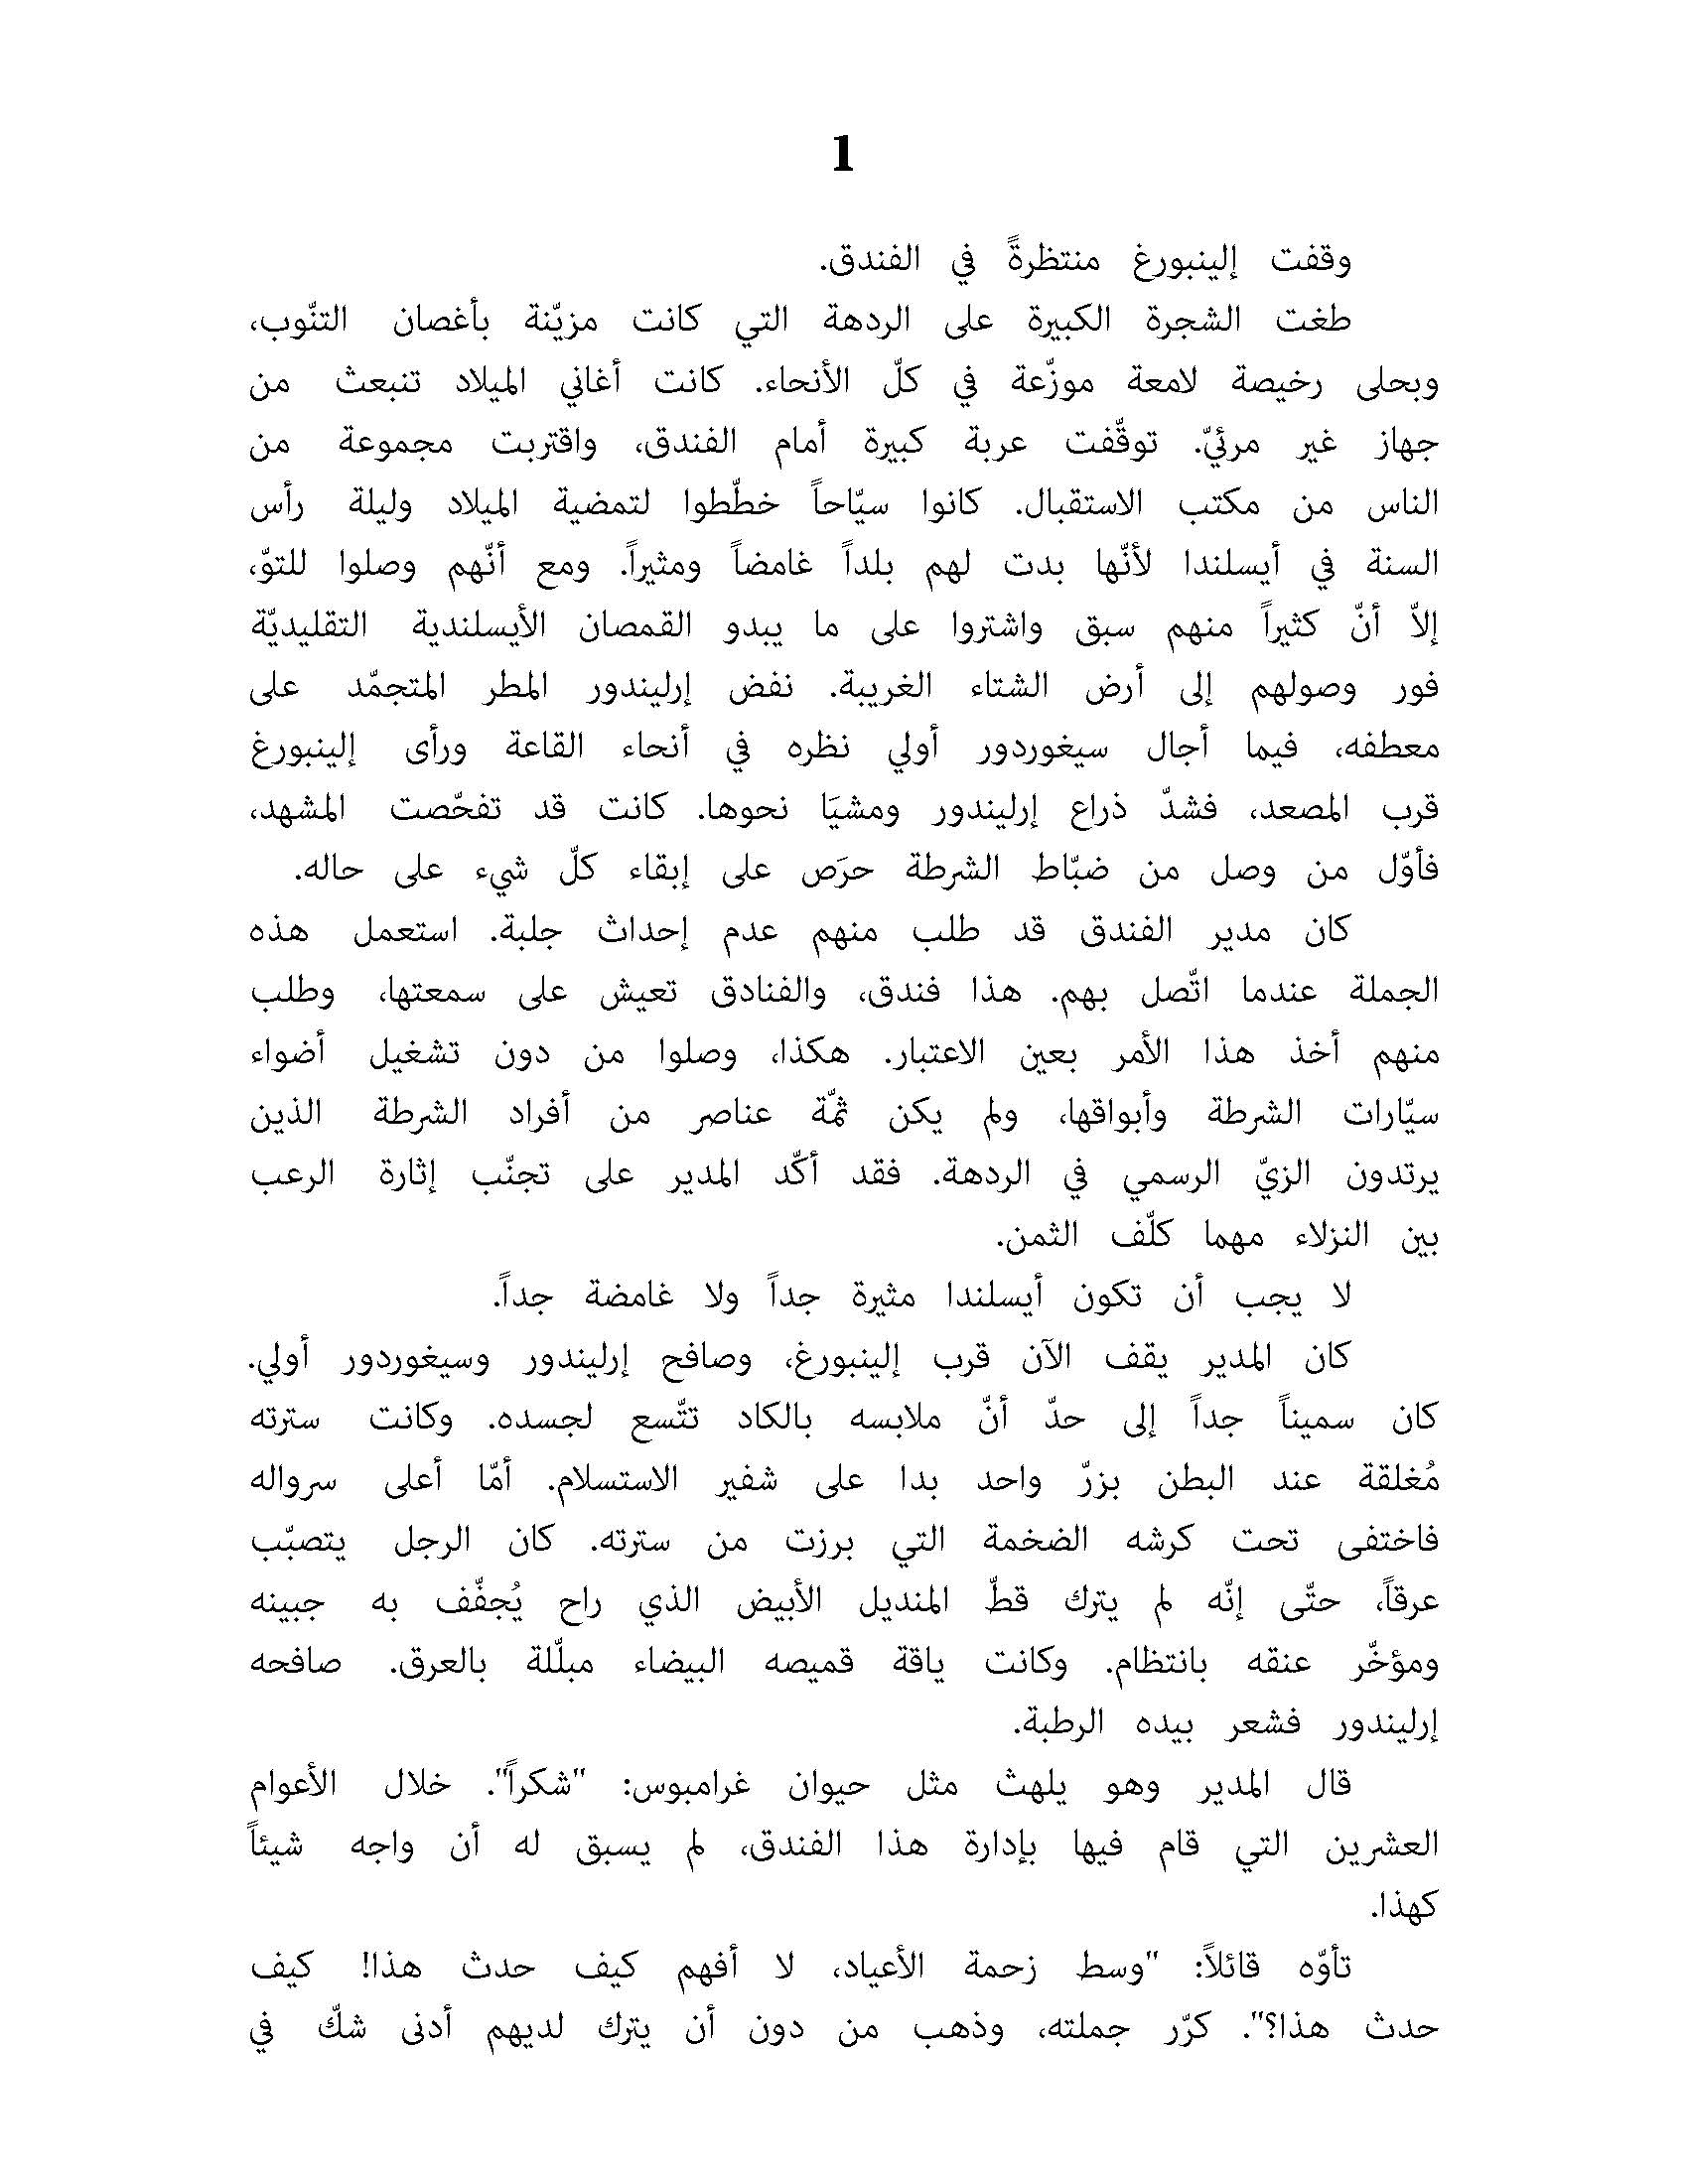 1
وقفت إلينبورغ منتظرةً في الفندق.
طغت الشجرة الكبيرة على الردهة التي كانت مزيّنة بأغصان التنّوب،
وبحلى رخيصة لامعة موزّعة في كلّ الأنحاء. كانت أغاني الميلاد تنبعث من
جهاز غير مرئيّ. توقّفت عربة كبيرة أمام الفندق، واقتربت مجموعة من
الناس من مكتب الاستقبال. كانوا سيّاحاً خطّطوا لتمضية الميلاد وليلة رأس
السنة في أيسلندا لأنّها بدت لهم بلداً غامضاً ومثيراً. ومع أنّهم وصلوا للتوّ،
إلاّ أنّ كثيراً منهم سبق واشتروا على ما يبدو القمصان الأيسلندية التقليديّة
فور وصولهم إلى أرض الشتاء الغريبة. نفض إرليندور المطر المتجمّد على
معطفه، فيما أجال سيغوردور أولي نظره في أنحاء القاعة ورأى إلينبورغ
قرب المصعد، فشدّ ذراع إرليندور ومشيَا نحوها. كانت قد تفحّصت المشهد،
فأوّل من وصل من ضبّاط الشرطة حرَص على إبقاء كلّ شيء على حاله.
كان مدير الفندق قد طلب منهم عدم إحداث جلبة. استعمل هذه
الجملة عندما اتّصل بهم. هذا فندق، والفنادق تعيش على سمعتها، وطلب
منهم أخذ هذا الأمر بعين الاعتبار. هكذا، وصلوا من دون تشغيل أضواء
سيّارات الشرطة وأبواقها، ولم يكن ثمّة عناصر من أفراد الشرطة الذين
يرتدون الزيّ الرسمي في الردهة. فقد أكّد المدير على تجنّب إثارة الرعب
بين النزلاء مهما كلّف الثمن.
لا يجب أن تكون أيسلندا مثيرة جداً ولا غامضة جداً.
كان المدير يقف الآن قرب إلينبورغ، وصافح إرليندور وسيغوردور أولي.
كان سميناً جداً إلى حدّ أنّ ملابسه بالكاد تتّسع لجسده. وكانت سترته
مُغلقة عند البطن بزرّ واحد بدا على شفير الاستسلام. أمّا أعلى سرواله
فاختفى تحت كرشه الضخمة التي برزت من سترته. كان الرجل يتصبّب
عرقاً، حتّى إنّه لم يترك قطّ المنديل الأبيض الذي راح يُجفّف به جبينه
ومؤخّر عنقه بانتظام. وكانت ياقة قميصه البيضاء مبلّلة بالعرق. صافحه
إرليندور فشعر بيده الرطبة.
قال المدير وهو يلهث مثل حيوان غرامبوس: "شكراً". خلال الأعوام
العشرين التي قام فيها بإدارة هذا الفندق، لم يسبق له أن واجه شيئاً
كهذا.
تأوّه قائلاً: "وسط زحمة الأعياد، لا أفهم كيف حدث هذا! كيف
حدث هذا؟". كرّر جملته، وذهب من دون أن يترك لديهم أدنى شكّ في